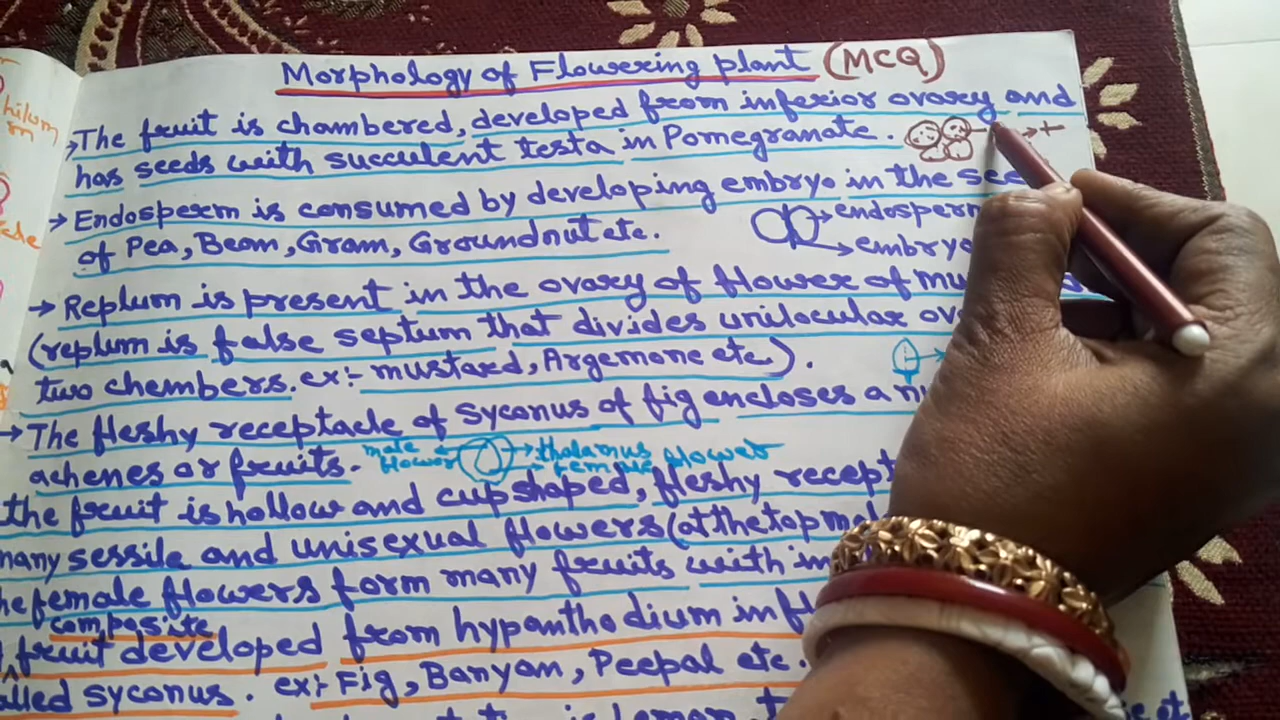 Morphology of Flowering plant (MCQ)
hilum
→ The fruit is chambered, developed from inferior ovary and
has seeds with succulent testa in Pomegranate.
→ Endosperm is consumed by developing embryo in the see
of Pea, Bean, Gram, Groundnut etc.
→ endosperm
→ embryo
→ Replum is present in the ovary of flower of mu
(replum is false septum that divides unilocular ov
two chembers. ex:- mustard, Argemone etc).
→ The fleshy receptacle of syconus of fig encloses a n
achenes or fruits.
male flower
→ thalamus
→ female flower
the fruit is hollow and cup shaped, fleshy recept
many sessile and unisexual flowers (at the top mal
he female flowers form many fruits with in
composite
fruit developed from hypanthodium infl
alled syconus. ex:- Fig, Banyan, Peepal etc.
is lemon, t